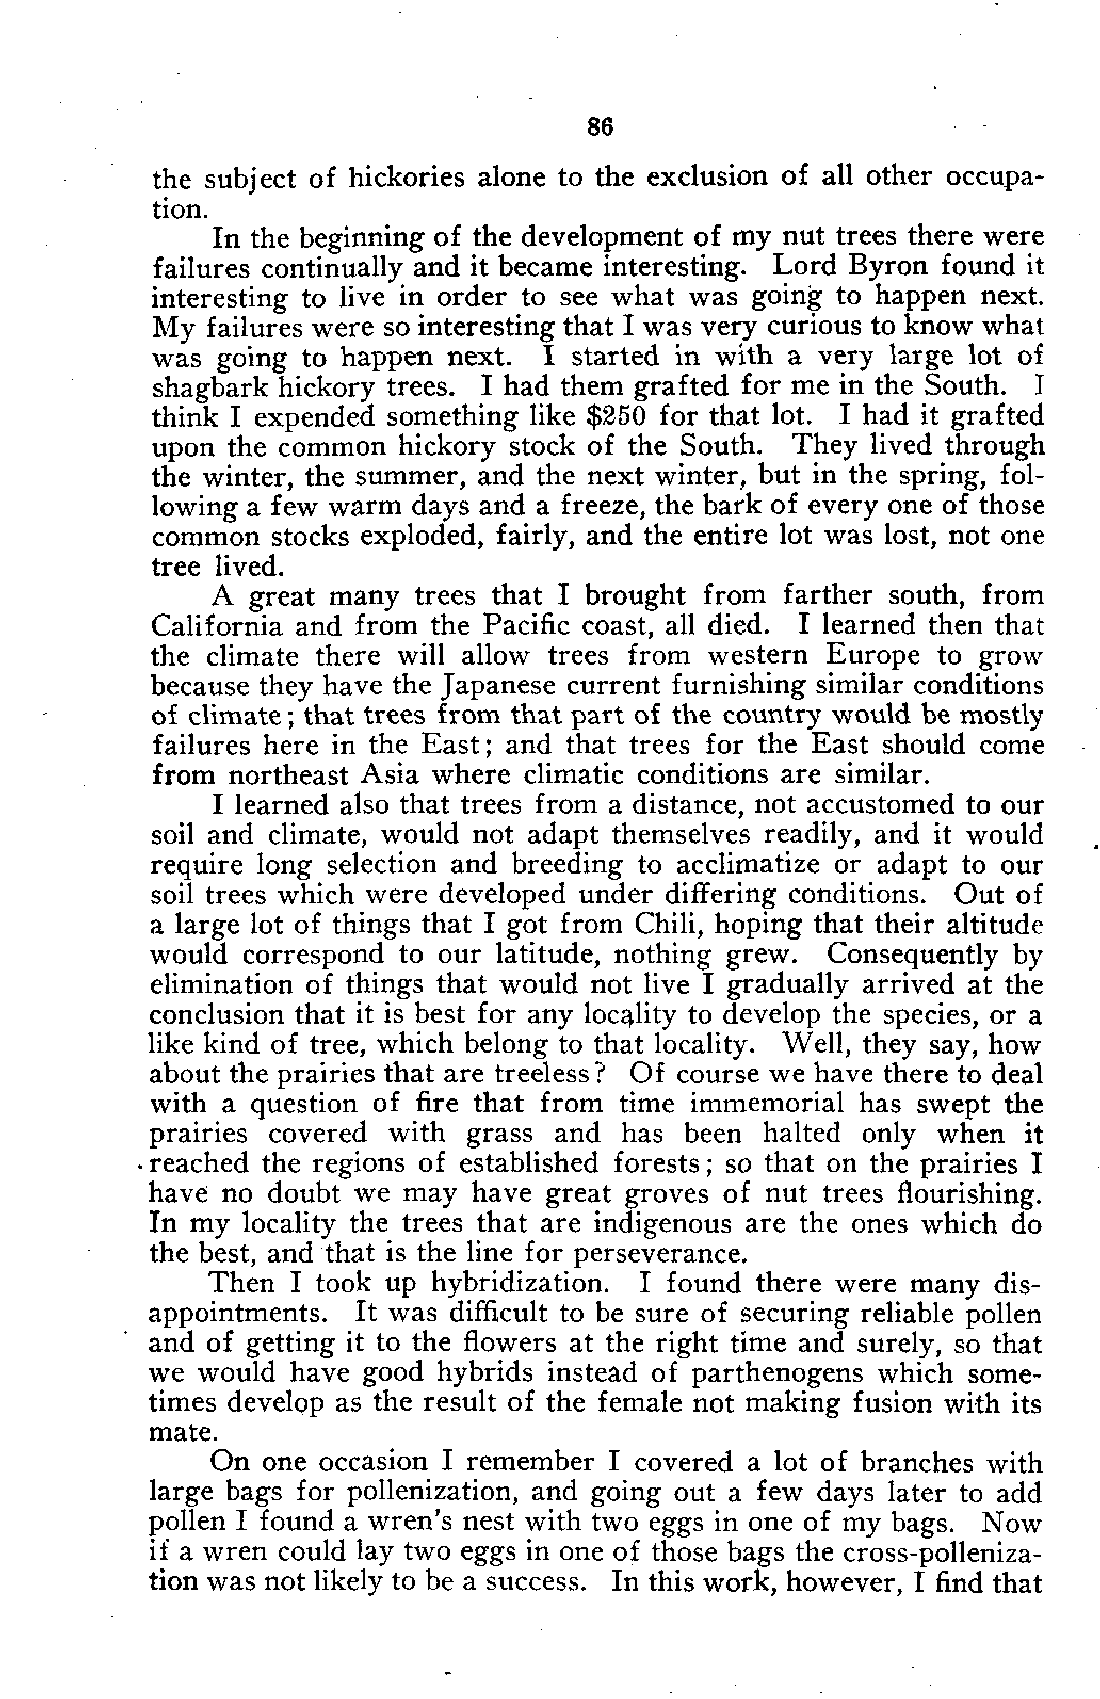 86
the subject of hickories alone to the exclusion of all other occupa-
tion.
In the beginning of the development of my nut trees there were
failures continually and it became interesting. Lord Byron found it
interesting to live in order to see what was going to happen next.
My failures were so interesting that I was very curious to know what
was going to happen next. I started in with a very large lot of
shagbark hickory trees. I had them grafted for me in the South. I
think I expended something like $250 for that lot. I had it grafted
upon the common hickory stock of the South. They lived through
the winter, the summer, and the next winter, but in the spring, fol-
lowing a few warm days and a freeze, the bark of every one of those
common stocks exploded, fairly, and the entire lot was lost, not one
tree lived.
A great many trees that I brought from farther south, from
California and from the Pacific coast, all died. I learned then that
the climate there will allow trees from western Europe to grow
because they have the Japanese current furnishing similar conditions
of climate; that trees from that part of the country would be mostly
failures here in the East; and that trees for the East should come
from northeast Asia where climatic conditions are similar.
I learned also that trees from a distance, not accustomed to our
soil and climate, would not adapt themselves readily, and it would
require long selection and breeding to acclimatize or adapt to our
soil trees which were developed under differing conditions. Out of
a large lot of things that I got from Chili, hoping that their altitude
would correspond to our latitude, nothing grew. Consequently by
elimination of things that would not live I gradually arrived at the
conclusion that it is best for any locality to develop the species, or a
like kind of tree, which belong to that locality. Well, they say, how
about the prairies that are treeless? Of course we have there to deal
with a question of fire that from time immemorial has swept the
prairies covered with grass and has been halted only when it
reached the regions of established forests; so that on the prairies I
have no doubt we may have great groves of nut trees flourishing.
In my locality the trees that are indigenous are the ones which do
the best, and that is the line for perseverance.
Then I took up hybridization. I found there were many dis-
appointments. It was difficult to be sure of securing reliable pollen
and of getting it to the flowers at the right time and surely, so that
we would have good hybrids instead of parthenogens which some-
times develop as the result of the female not making fusion with its
mate.
On one occasion I remember I covered a lot of branches with
large bags for pollenization, and going out a few days later to add
pollen I found a wren's nest with two eggs in one of my bags. Now
if a wren could lay two eggs in one of those bags the cross-polleniza-
tion was not likely to be a success. In this work, however, I find that